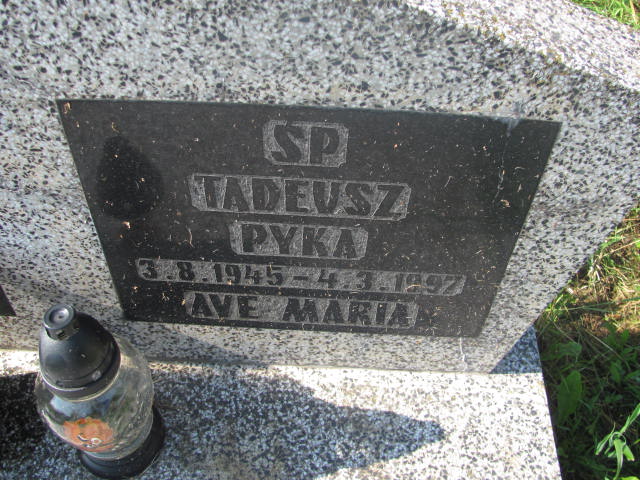 SP
TADEUSZ
PYKA
3.8.1945-4.3.1997
AVE MARIA